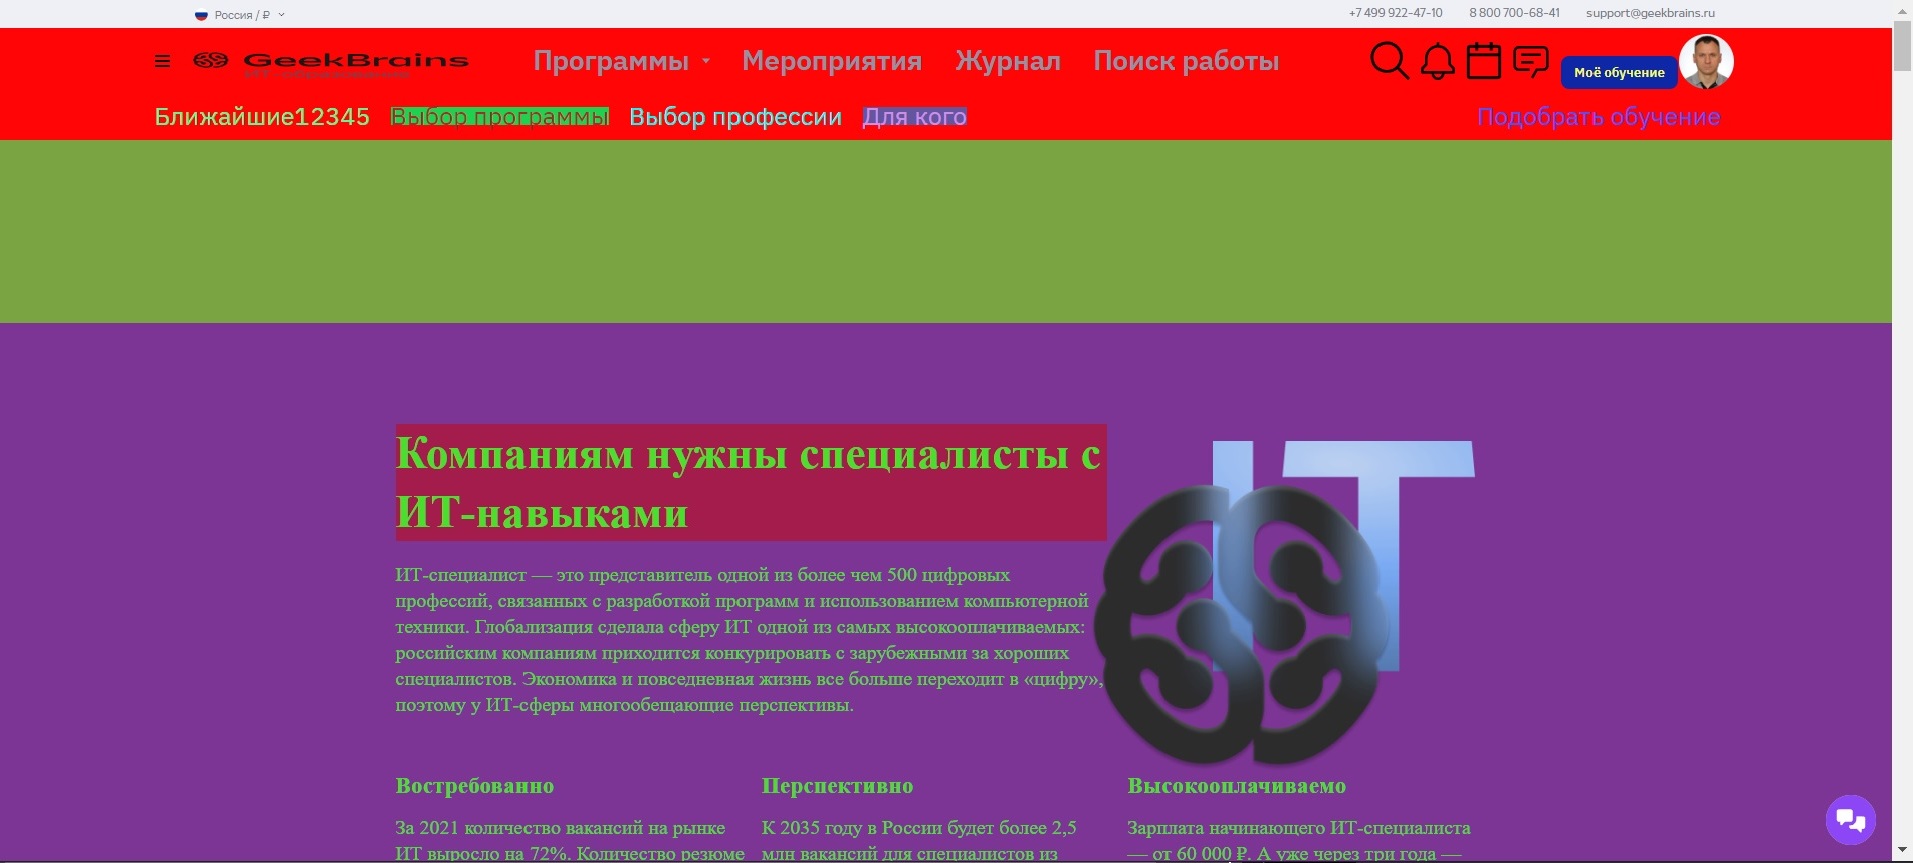 Россия / ₽
+7 499 922-47-10 8 800 700-68-41 support@geekbrains.ru
GeekBrains
ИТ-образование
Программы Мероприятия Журнал Поиск работы
Моё обучение
Ближайшие12345 Выбор программы Выбор профессии Для кого Подобрать обучение
Компаниям нужны специалисты с
ИТ-навыками
IT
ИТ-специалист — это представитель одной из более чем 500 цифровых
профессий, связанных с разработкой программ и использованием компьютерной
техники. Глобализация сделала сферу ИТ одной из самых высокооплачиваемых:
российским компаниям приходится конкурировать с зарубежными за хороших
специалистов. Экономика и повседневная жизнь все больше переходит в «цифру»,
поэтому у ИТ-сферы многообещающие перспективы.
Востребованно
За 2021 количество вакансий на рынке
ИТ выросло на 72%. Количество резюме
Перспективно
К 2035 году в России будет более 2,5
млн вакансий для специалистов из
Высокооплачиваемо
Зарплата начинающего ИТ-специалиста
— от 60 000 ₽. А уже через три года —